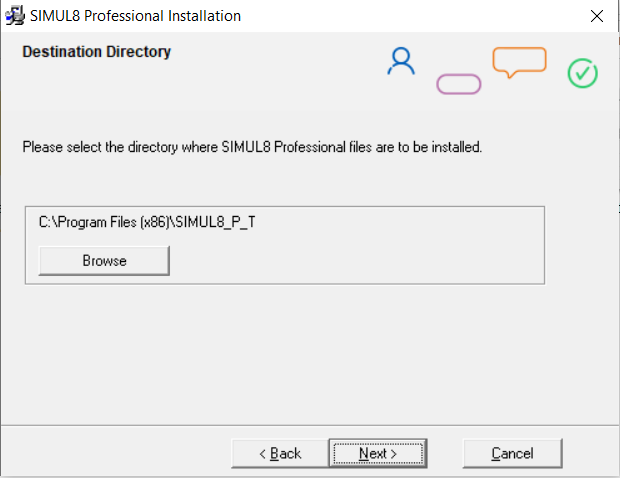 SIMUL8 Professional Installation
Destination Directory
Please select the directory where SIMUL8 Professional files are to be installed.
C:\Program Files (x86)\SIMUL8_P_T
Browse
< Back
Next >
Cancel